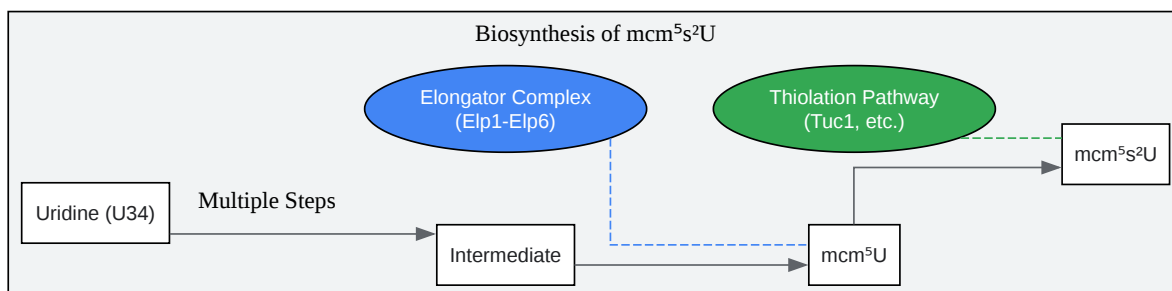 Biosynthesis of mcm⁵s²U
Elongator Complex
(Elp1-Elp6)
Thiolation Pathway
(Tuc1, etc.)
mcm⁵s²U
Uridine (U34)
Multiple Steps
Intermediate
mcm⁵U